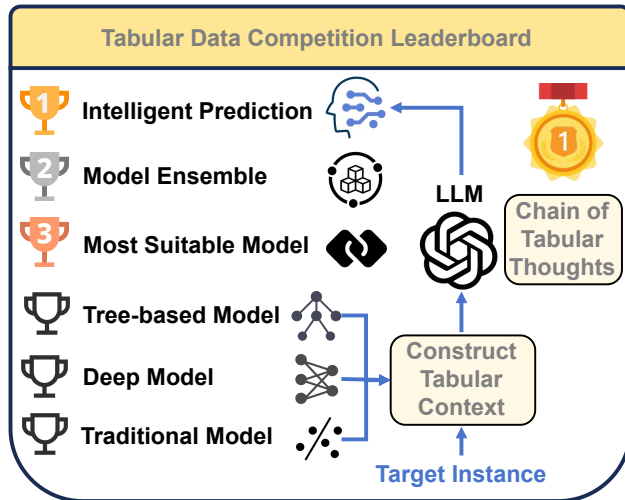 Tabular Data Competition Leaderboard
1 Intelligent Prediction
2 Model Ensemble
3 Most Suitable Model
Tree-based Model
Deep Model
Traditional Model
1
LLM
Chain of
Tabular
Thoughts
Construct
Tabular
Context
Target Instance